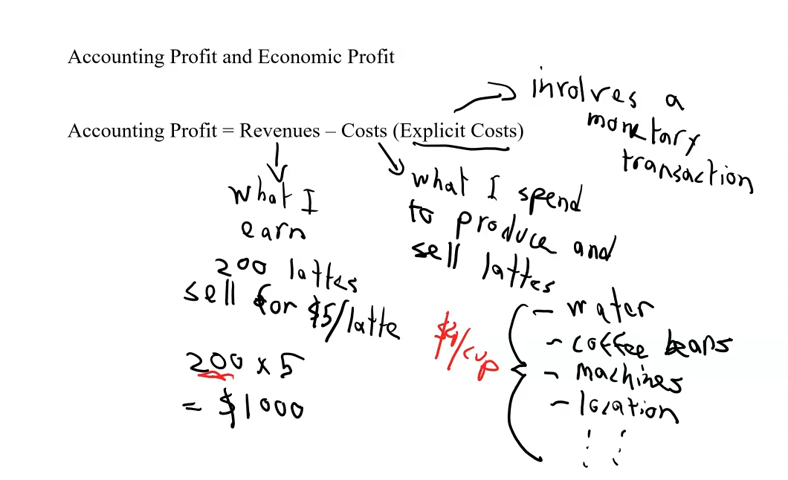 Accounting Profit and Economic Profit
involves a
monetary
transaction
Accounting Profit = Revenues – Costs (Explicit Costs)
what I
earn
200 lattes
sell for $5/latte
200 x 5
= $1000
what I spend
to produce and
sell lattes
/cup
- water
- coffee beans
- machines
- location